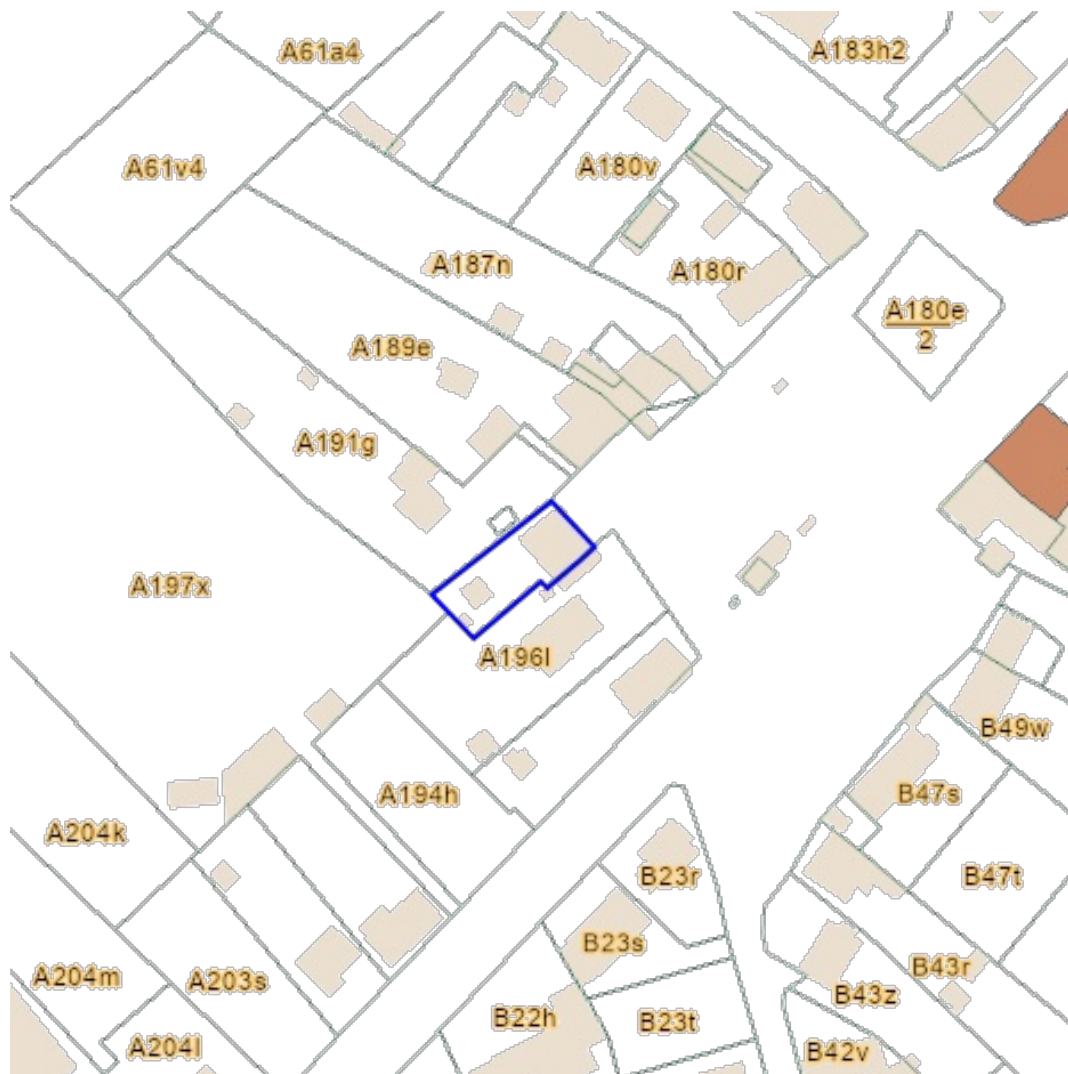 A61a4
A183h2
A61v4
A180v
A187n
A180r
A180e
2
A189e
A191g
A197x
A196l
B49w
A194h
B47s
A204k
B23r
B47t
B23s
B43r
A204m
A203s
B43z
B22h
B23t
A204l
B42v